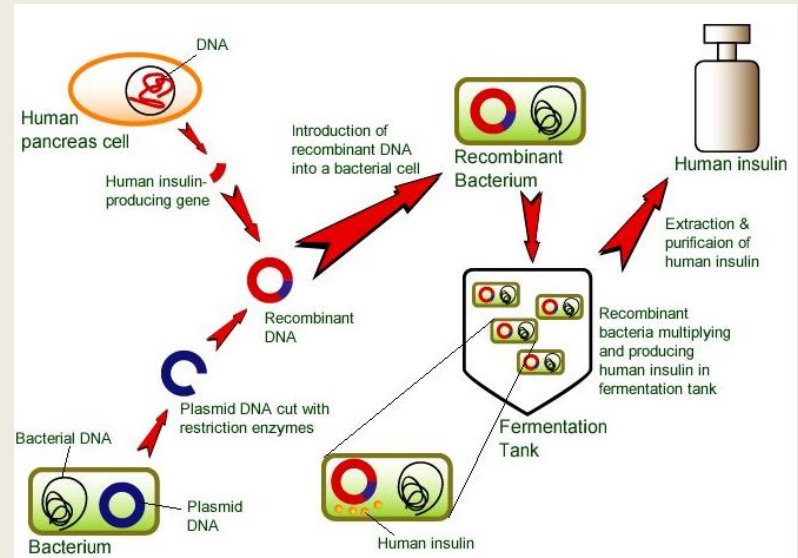 DNA
Human
pancreas cell
Human insulin-
producing gene
Introduction of
recombinant DNA
into a bacterial cell
Recombinant
Bacterium
Human insulin
Extraction &
purificaion of
human insulin
Recombinant
DNA
Recombinant
bacteria multiplying
and producing
human insulin in
fermentation tank
Plasmid DNA cut with
restriction enzymes
Fermentation
Tank
Bacterial DNA
Plasmid
DNA
Bacterium
Human insulin